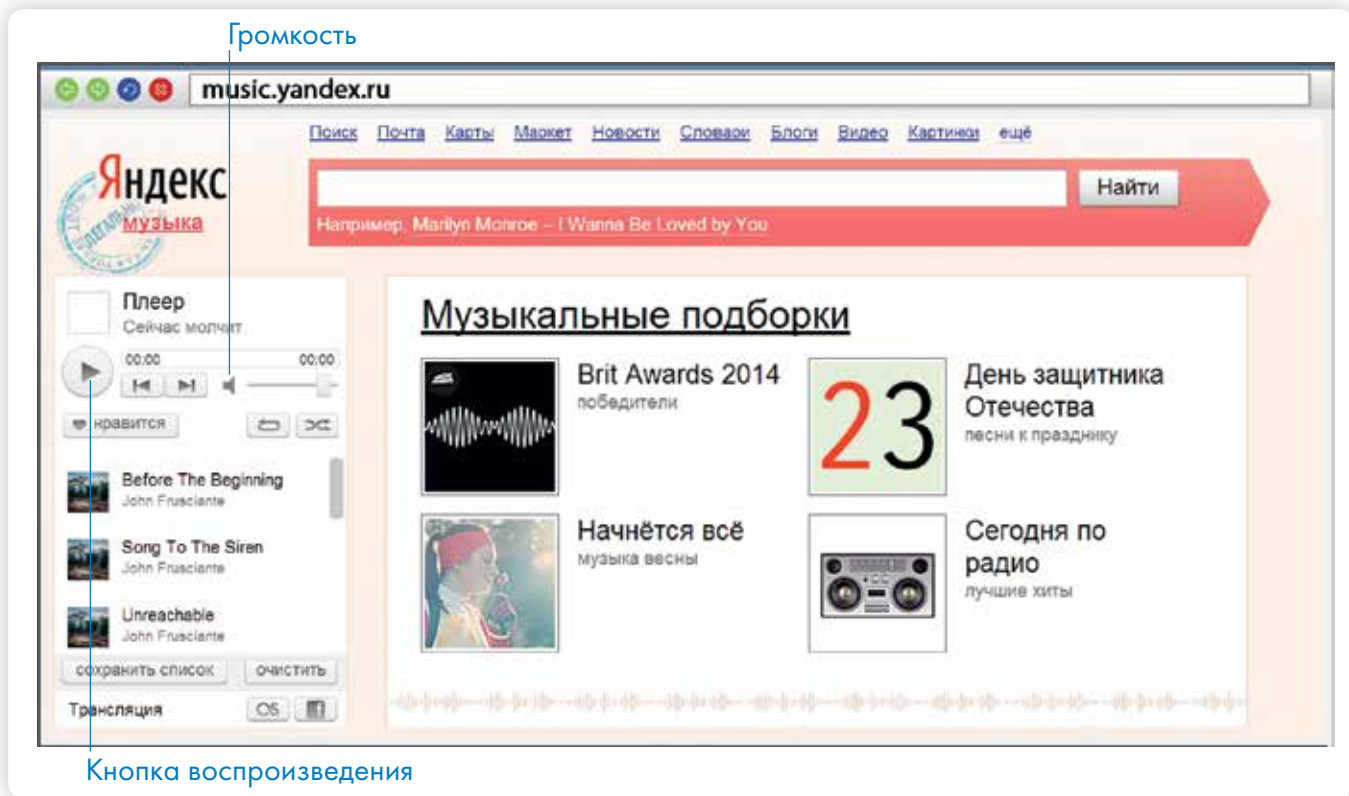 Громкость
music.yandex.ru
Поиск Почта Карты Маркет Новости Словари Блоги Видео Картинки ещё
Яндекс
музыка
Найти
Например, Marilyn Monroe – I Wanna Be Loved by You
Плеер
Сейчас молчит
00:00 00:00
нравится
Before The Beginning
John Frusciante
Song To The Siren
John Frusciante
Unreachable
John Frusciante
сохранить список очистить
Трансляция
Музыкальные подборки
Brit Awards 2014
победители
23
День защитника
Отечества
песни к празднику
Начнётся всё
музыка весны
Сегодня по
радио
лучшие хиты
Кнопка воспроизведения